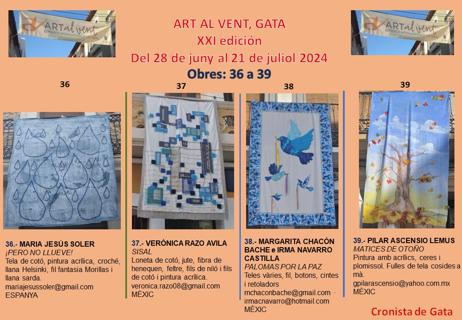 ARTalvent
ART AL VENT, GATA
ARTalvent
XXI edición
Del 28 de juny al 21 de juliol 2024
Obres: 36 a 39
36
37
38
39
36.- MARIA JESÚS SOLER
¡PERO NO LLUEVE!
Tela de cotó, pintura acrílica, croché,
llana Helsinki, fil fantasia Morillas i
llana sarda.
mariajessusoler@gmail.com
ESPANYA
37.- VERÓNICA RAZO AVILA
SISAL
Loneta de cotó, jute, fibra de
henequen, feltre, fils de niló i fils
de cotó i pintura acrílica.
veronica.razo08@gmail.com
MÈXIC
38.- MARGARITA CHACÓN
BACHE e IRMA NAVARRO
CASTILLA
PALOMAS POR LA PAZ
Teles vàries, fil, botons, cintes
i retoladors
mchaconbache@gmail.com
irmacnavarro@hotmail.com
MÈXIC
39.- PILAR ASCENSIO LEMUS
MATICES DE OTOÑO
Pintura amb acrílics, ceres i
plomissol. Fulles de tela cosides a
mà.
gpilarascensio@yahoo.com.mx
MÈXIC
Cronista de Gata